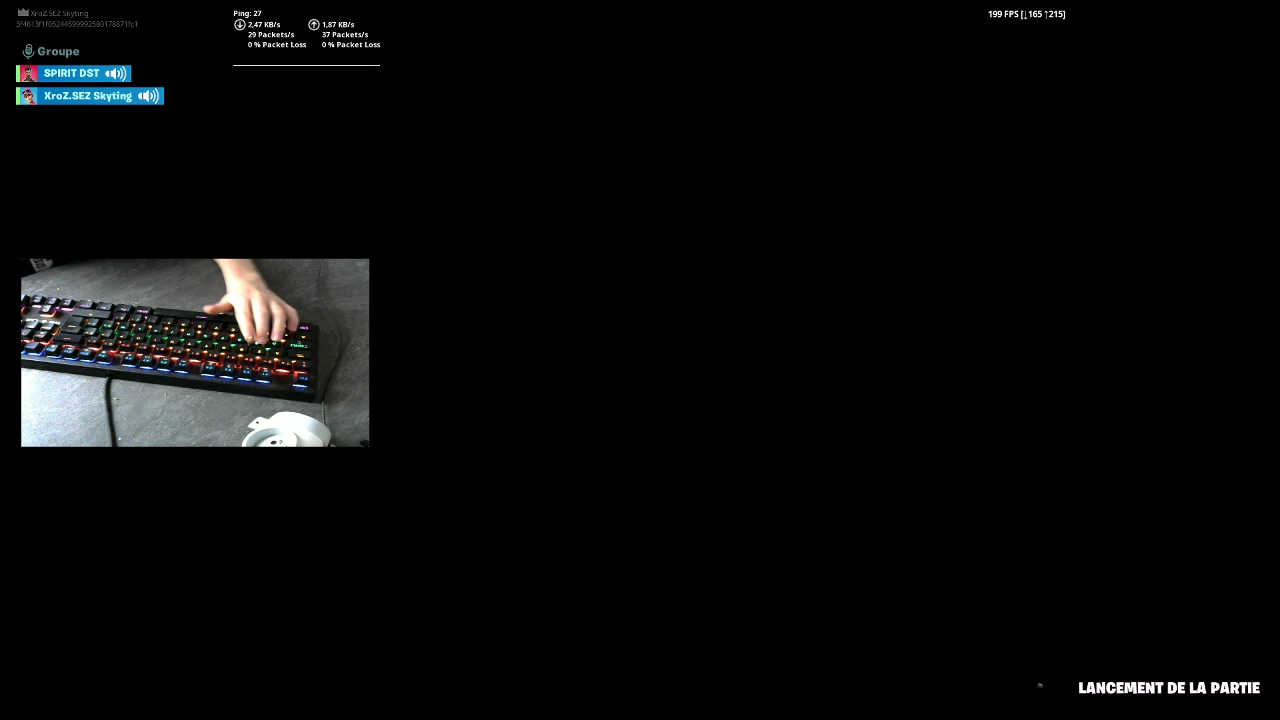 XroZ.SEZ Skyting
Ping: 27
2,47 KB/s
1,87 KB/s
29 Packets/s
37 Packets/s
0 % Packet Loss
0 % Packet Loss
199 FPS [↓165 ↑215]
Groupe
SPIRIT DST
XroZ.SEZ Skyting
LANCEMENT DE LA PARTIE